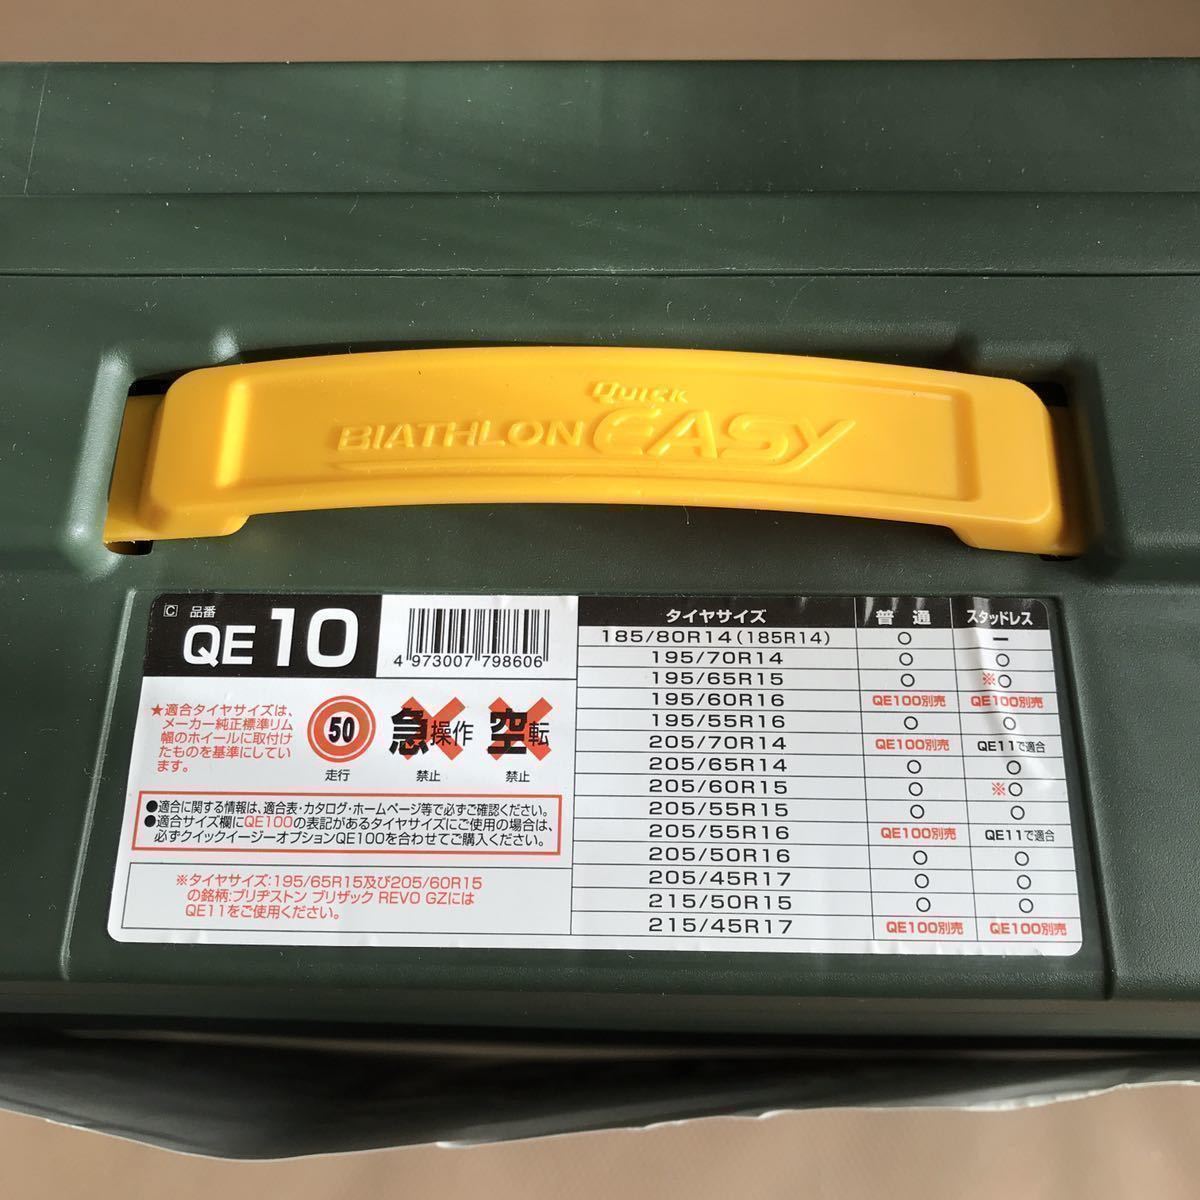 Quick
BIATHLON EASY
C 品番
QE10
4 973007 798606
★適合タイヤサイズは、
メーカー純正標準リム
幅のホイールに取付け
たものを基準にしてい
ます。
50
走行
急操作
禁止
空転
禁止
●適合に関する情報は、適合表・カタログ・ホームページ等で必ずご確認ください。
●適合サイズ欄にQE100の表記があるタイヤサイズにご使用の場合は、
必ずクイックイージーオプションQE100を合わせてご購入ください。
※タイヤサイズ:195/65R15及び205/60R15
の銘柄:ブリヂストン ブリザック REVO GZには
QE11をご使用ください。
タイヤサイズ 普通 スタッドレス
185/80R14(185R14) ○ ー
195/70R14 ○ ○
195/65R15 ○ ※○
195/60R16 QE100別売 QE100別売
195/55R16 ○ ○
205/70R14 QE100別売 QE11で適合
205/65R14 ○ ○
205/60R15 ○ ※○
205/55R15 ○ ○
205/55R16 QE100別売 QE11で適合
205/50R16 ○ ○
205/45R17 ○ ○
215/50R15 ○ ○
215/45R17 QE100別売 QE100別売